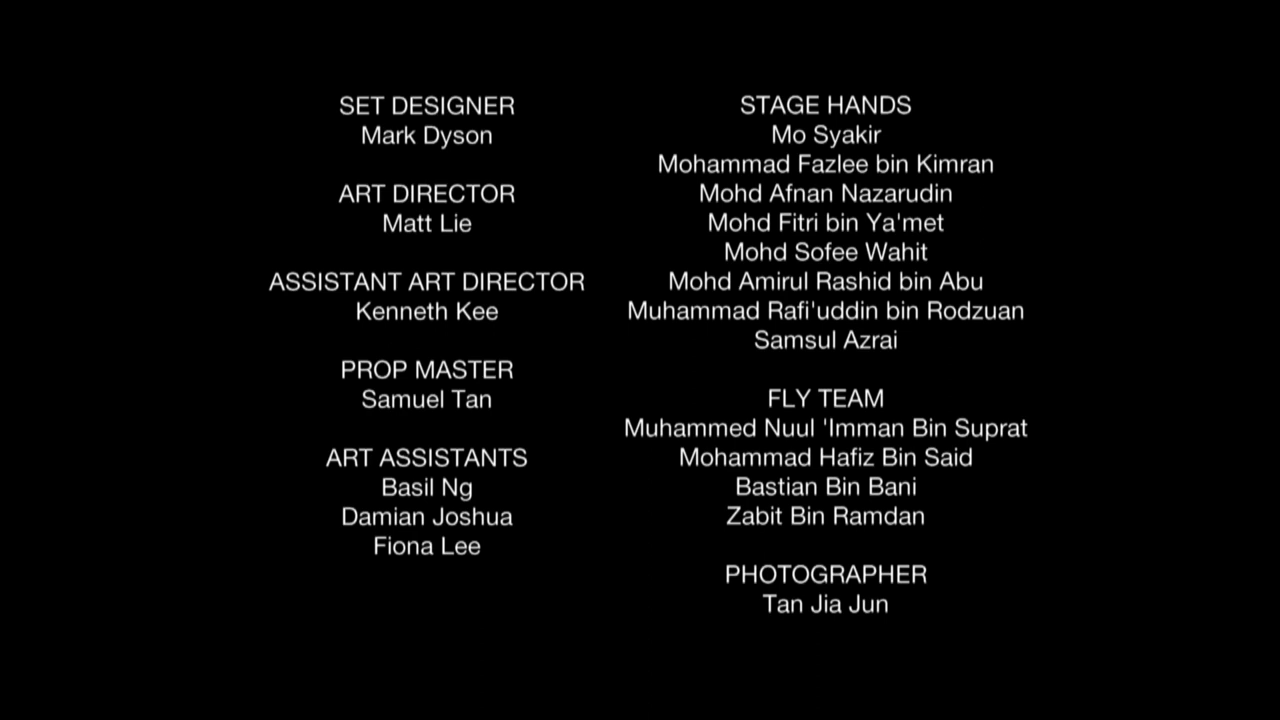 SET DESIGNER
Mark Dyson
ART DIRECTOR
Matt Lie
ASSISTANT ART DIRECTOR
Kenneth Kee
PROP MASTER
Samuel Tan
ART ASSISTANTS
Basil Ng
Damian Joshua
Fiona Lee
STAGE HANDS
Mo Syakir
Mohammad Fazlee bin Kimran
Mohd Afnan Nazarudin
Mohd Fitri bin Ya'met
Mohd Sofee Wahit
Mohd Amirul Rashid bin Abu
Muhammad Rafi'uddin bin Rodzuan
Samsul Azrai
FLY TEAM
Muhammed Nuul 'Imman Bin Suprat
Mohammad Hafiz Bin Said
Bastian Bin Bani
Zabit Bin Ramdan
PHOTOGRAPHER
Tan Jia Jun